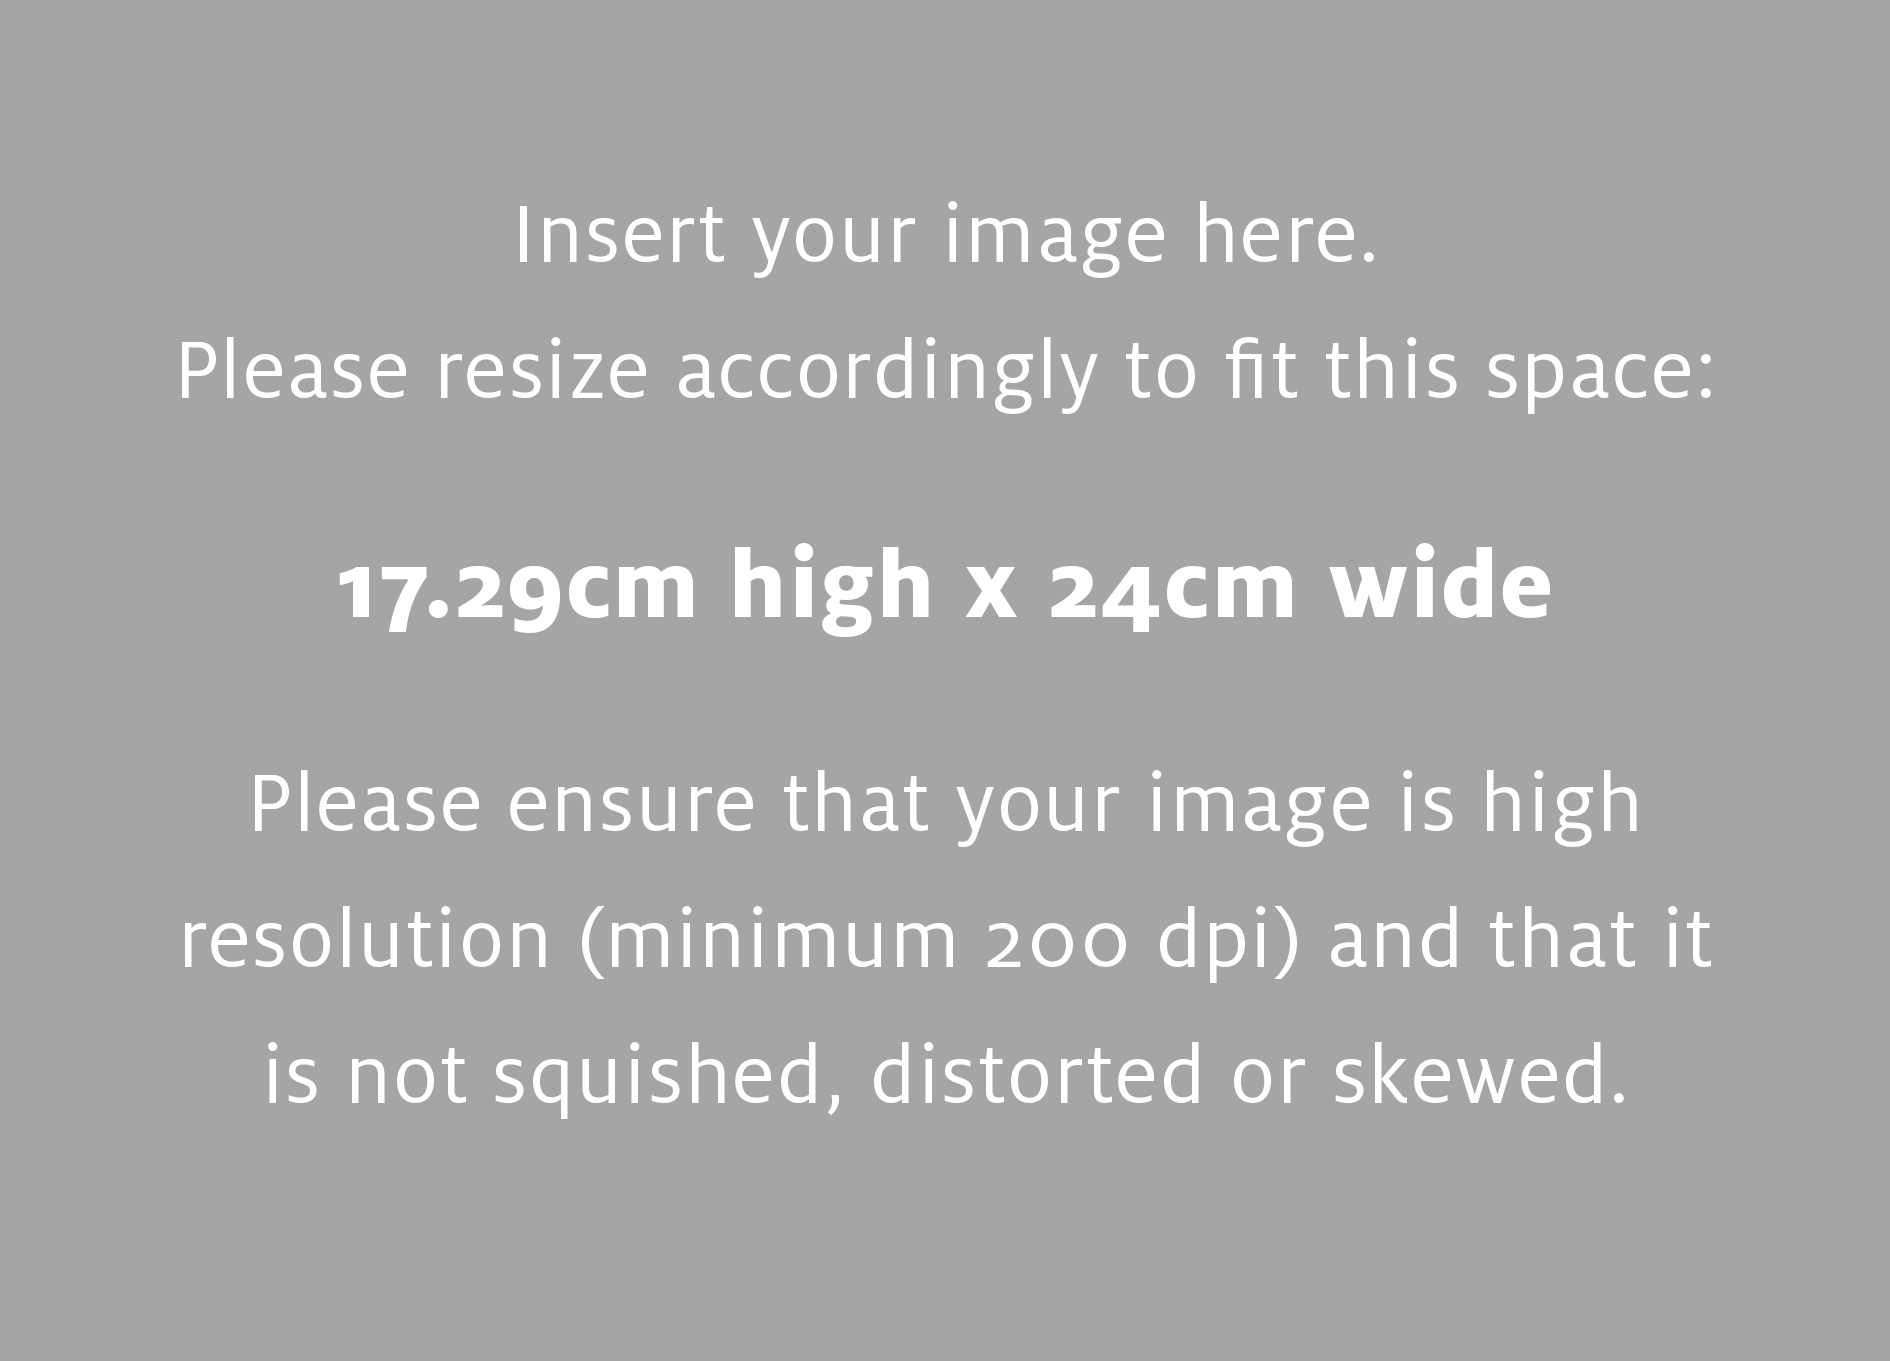 Insert your image here.
Please resize accordingly to fit this space:
17.29cm high x 24cm wide
Please ensure that your image is high
resolution (minimum 200 dpi) and that it
is not squished, distorted or skewed.